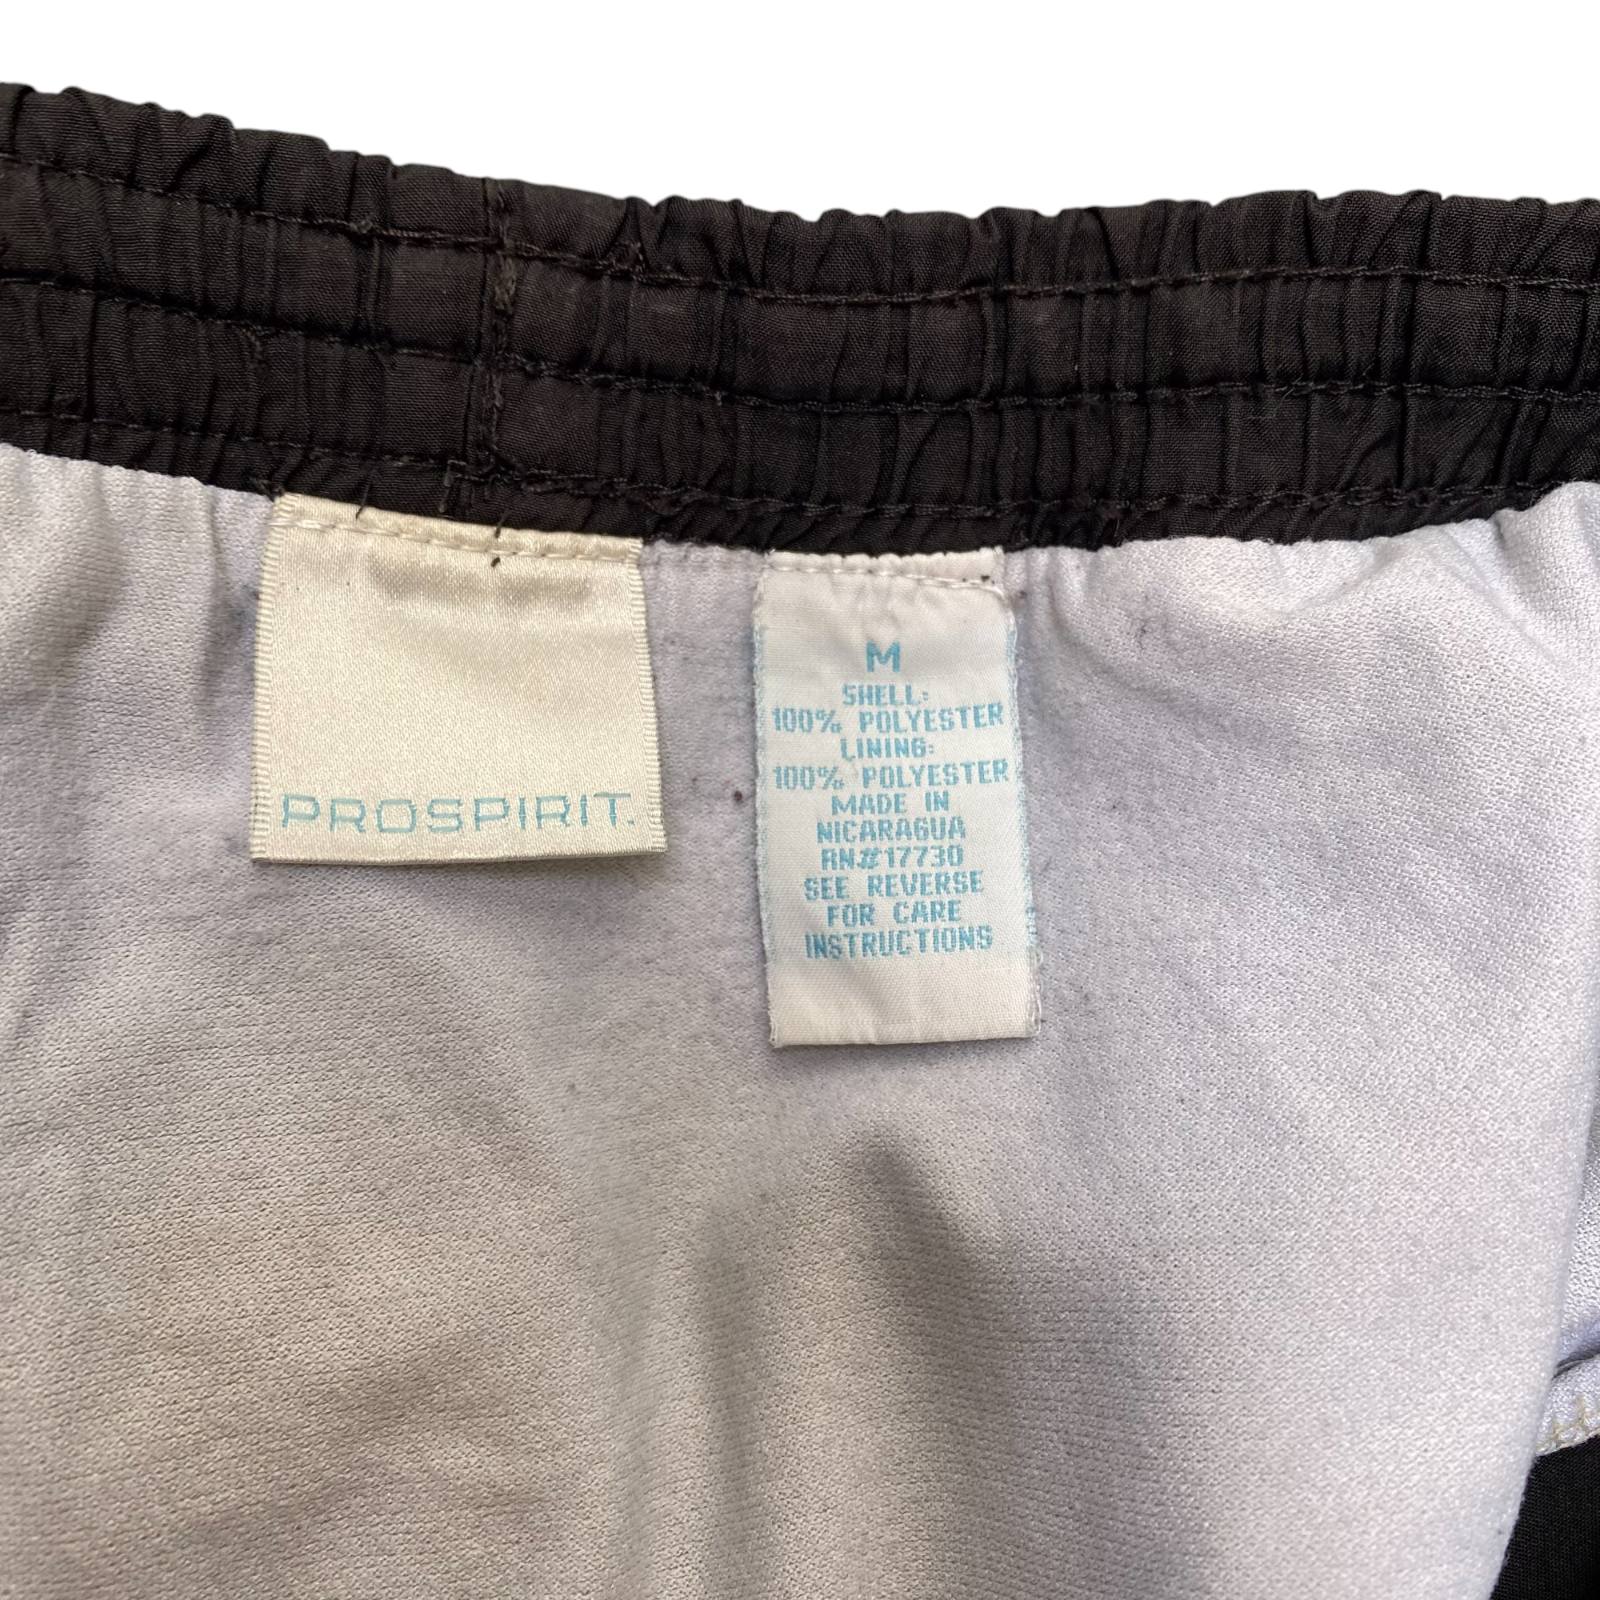 PROSPIRIT.
M
SHELL:
100% POLYESTER
LINING:
100% POLYESTER
MADE IN
NICARAGUA
RN#17730
SEE REVERSE
FOR CARE
INSTRUCTIONS